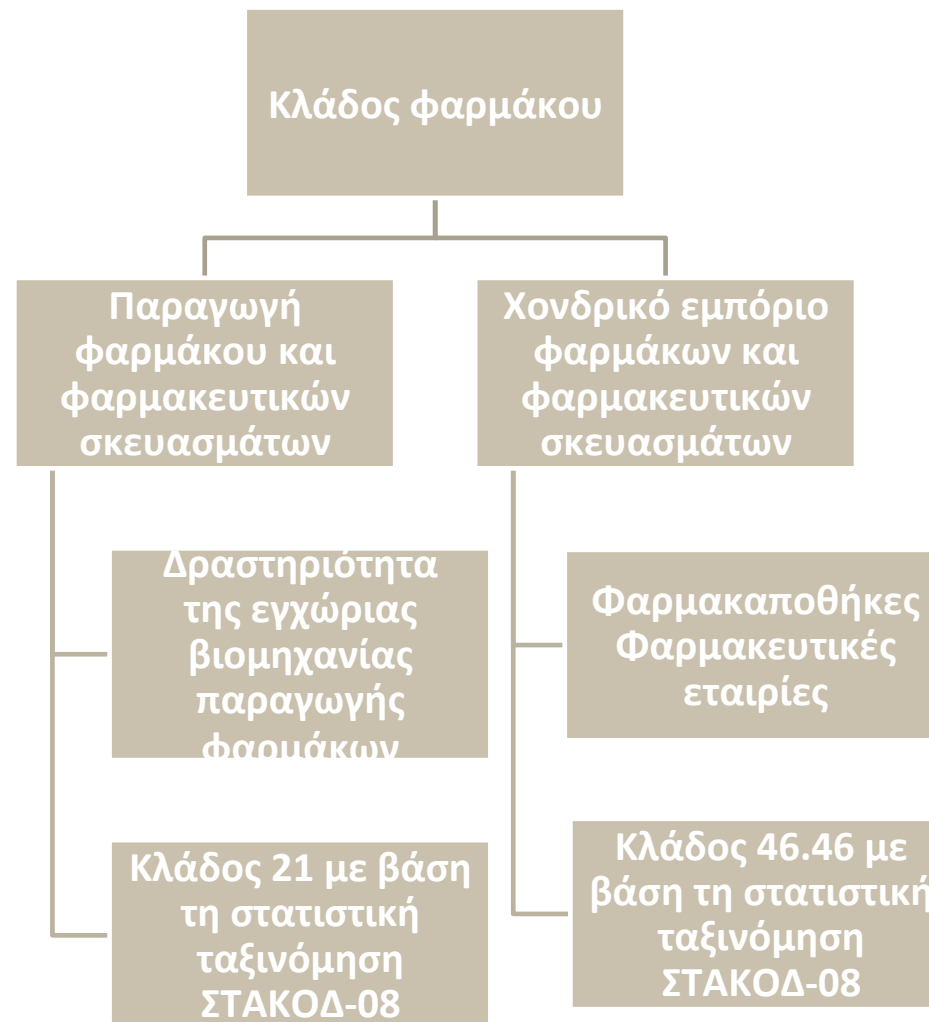 Κλάδος φαρμάκου
Παραγωγή
φαρμάκου και
φαρμακευτικών
σκευασμάτων
Χονδρικό εμπόριο
φαρμάκων και
φαρμακευτικών
σκευασμάτων
Δραστηριότητα
της εγχώριας
βιομηχανίας
παραγωγής
φαρμάκων
Φαρμακαποθήκες
Φαρμακευτικές
εταιρίες
Κλάδος 21 με βάση
τη στατιστική
ταξινόμηση
ΣΤΑΚΟΔ-08
Κλάδος 46.46 με
βάση τη στατιστική
ταξινόμηση
ΣΤΑΚΟΔ-08